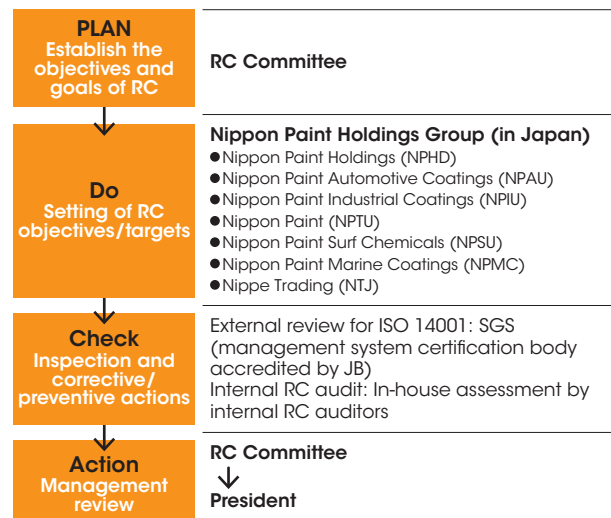 PLAN
Establish the
objectives and
goals of RC
RC Committee
Do
Setting of RC
objectives/targets
Nippon Paint Holdings Group (in Japan)
●Nippon Paint Holdings (NPHD)
●Nippon Paint Automotive Coatings (NPAU)
●Nippon Paint Industrial Coatings (NPIU)
●Nippon Paint (NPTU)
●Nippon Paint Surf Chemicals (NPSU)
●Nippon Paint Marine Coatings (NPMC)
●Nippe Trading (NTJ)
Check
Inspection and
corrective/
preventive actions
External review for ISO 14001: SGS
(management system certification body
accredited by JB)
Internal RC audit: In-house assessment by
internal RC auditors
Action
Management
review
RC Committee
President